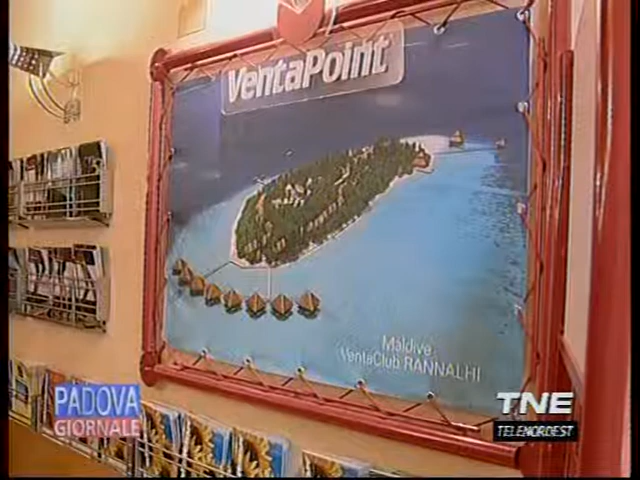 VentaPoint
Maldive
VentaClub RANNALHI
PADOVA
GIORNALE
TNE
TELENORDEST